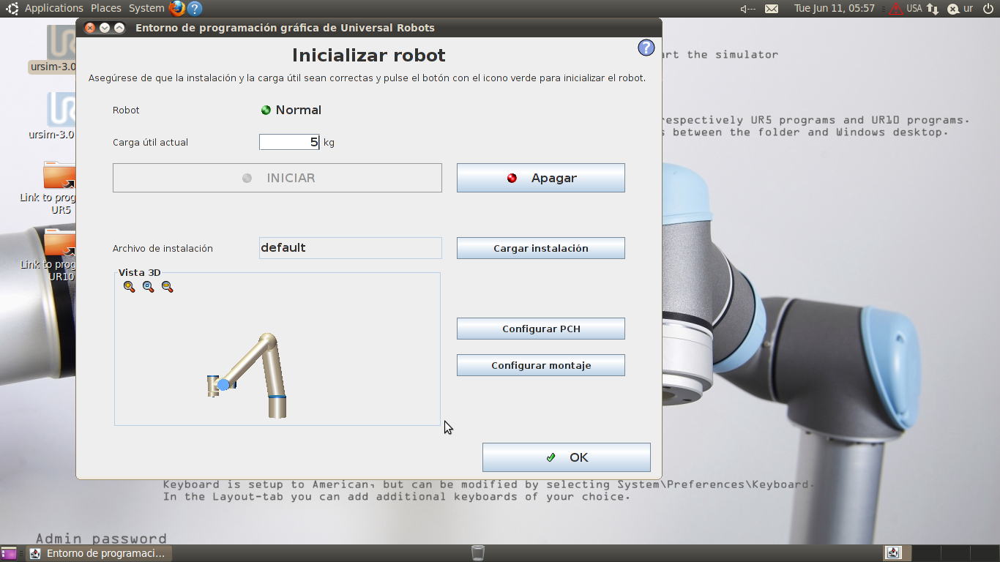 Applications Places System
Tue Jun 11, 05:57 USA ur
Entorno de programación gráfica de Universal Robots
Inicializar robot
Asegúrese de que la instalación y la carga útil sean correctas y pulse el botón con el icono verde para inicializar el robot.
Robot Normal
Carga útil actual 5 kg
INICIAR Apagar
Archivo de instalación default Cargar instalación
Vista 3D
Configurar PCH
Configurar montaje
OK
ursim-3.0
ursim-3.0
Link to prog
UR5
Link to prog
UR10
art the simulator
respectively UR5 programs and UR10 programs.
s between the folder and Windows desktop.
Keyboard is setup to American, but can be modified by selecting System\Preferences\Keyboard.
In the Layout-tab you can add additional keyboards of your choice.
Admin password
Entorno de programaci...